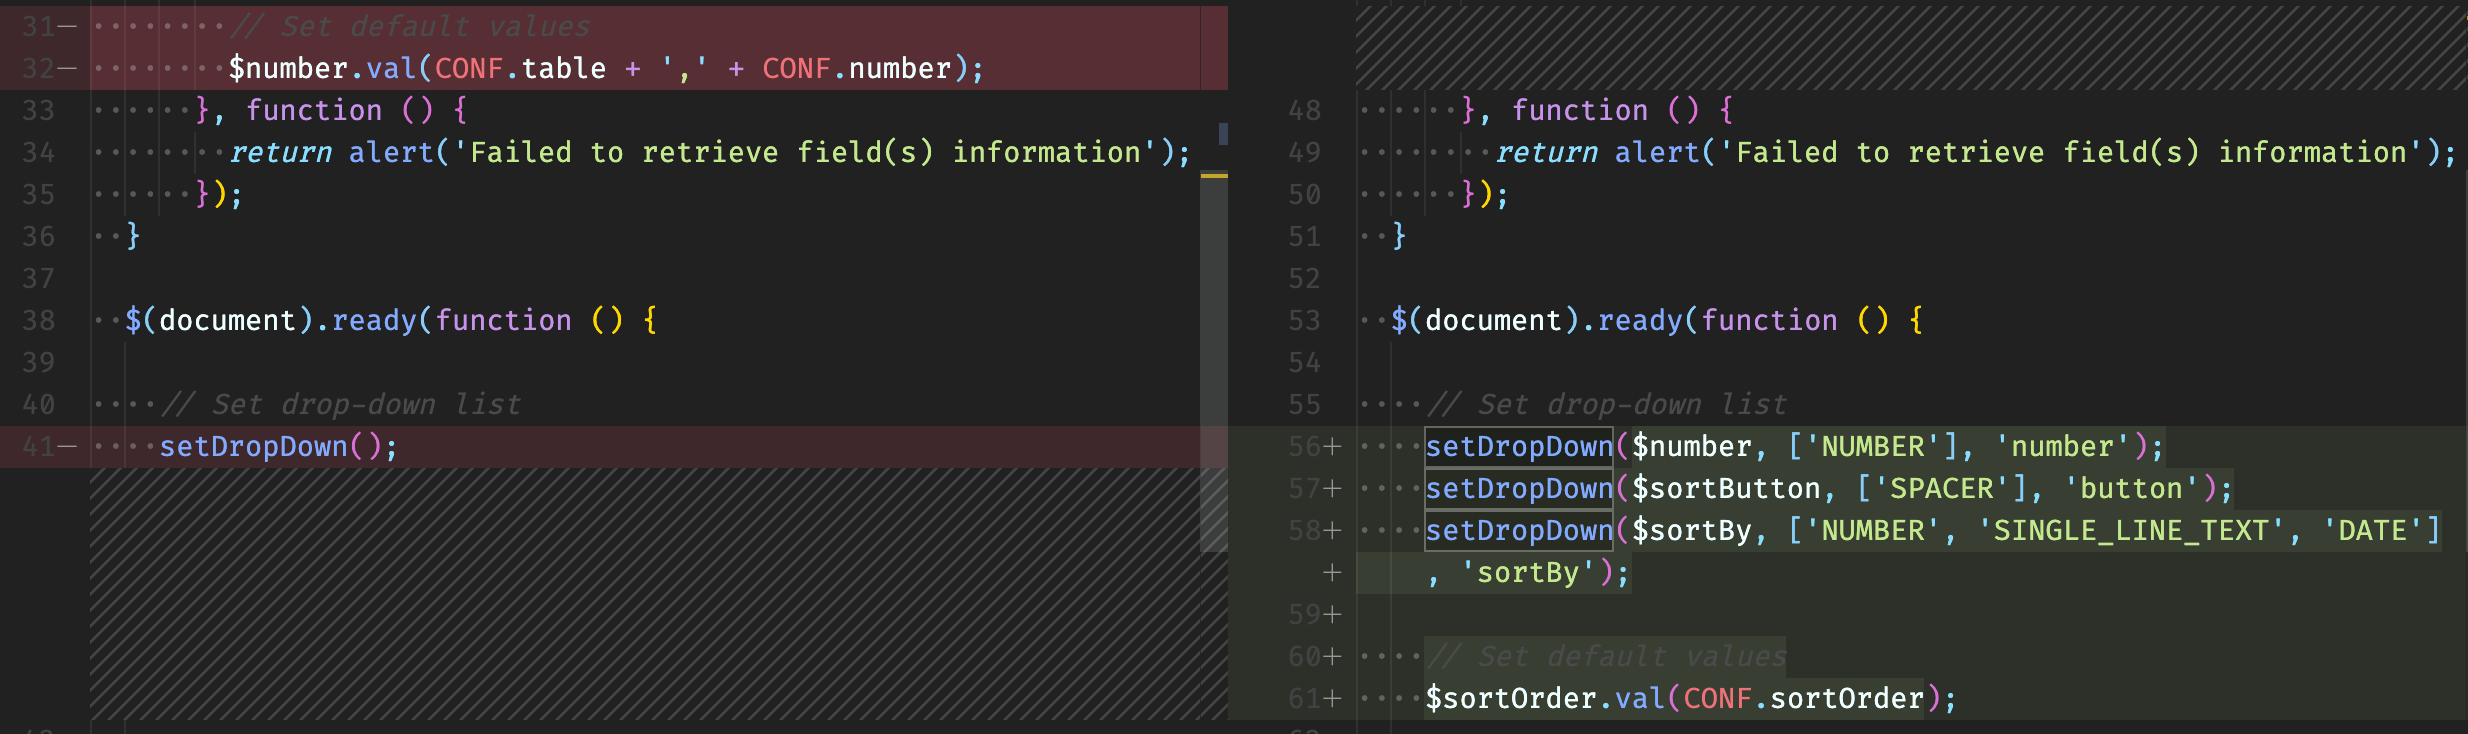 31— // Set default values
32— $number.val(CONF.table + ',' + CONF.number);
33 }, function () {
34 return alert('Failed to retrieve field(s) information');
35 });
36 }
37
38 $(document).ready(function () {
39
40 // Set drop-down list
41— setDropDown();
48 }, function () {
49 return alert('Failed to retrieve field(s) information');
50 });
51 }
52
53 $(document).ready(function () {
54
55 // Set drop-down list
56+ setDropDown($number, ['NUMBER'], 'number');
57+ setDropDown($sortButton, ['SPACER'], 'button');
58+ setDropDown($sortBy, ['NUMBER', 'SINGLE_LINE_TEXT', 'DATE']
+ , 'sortBy');
59+
60+ // Set default values
61+ $sortOrder.val(CONF.sortOrder);